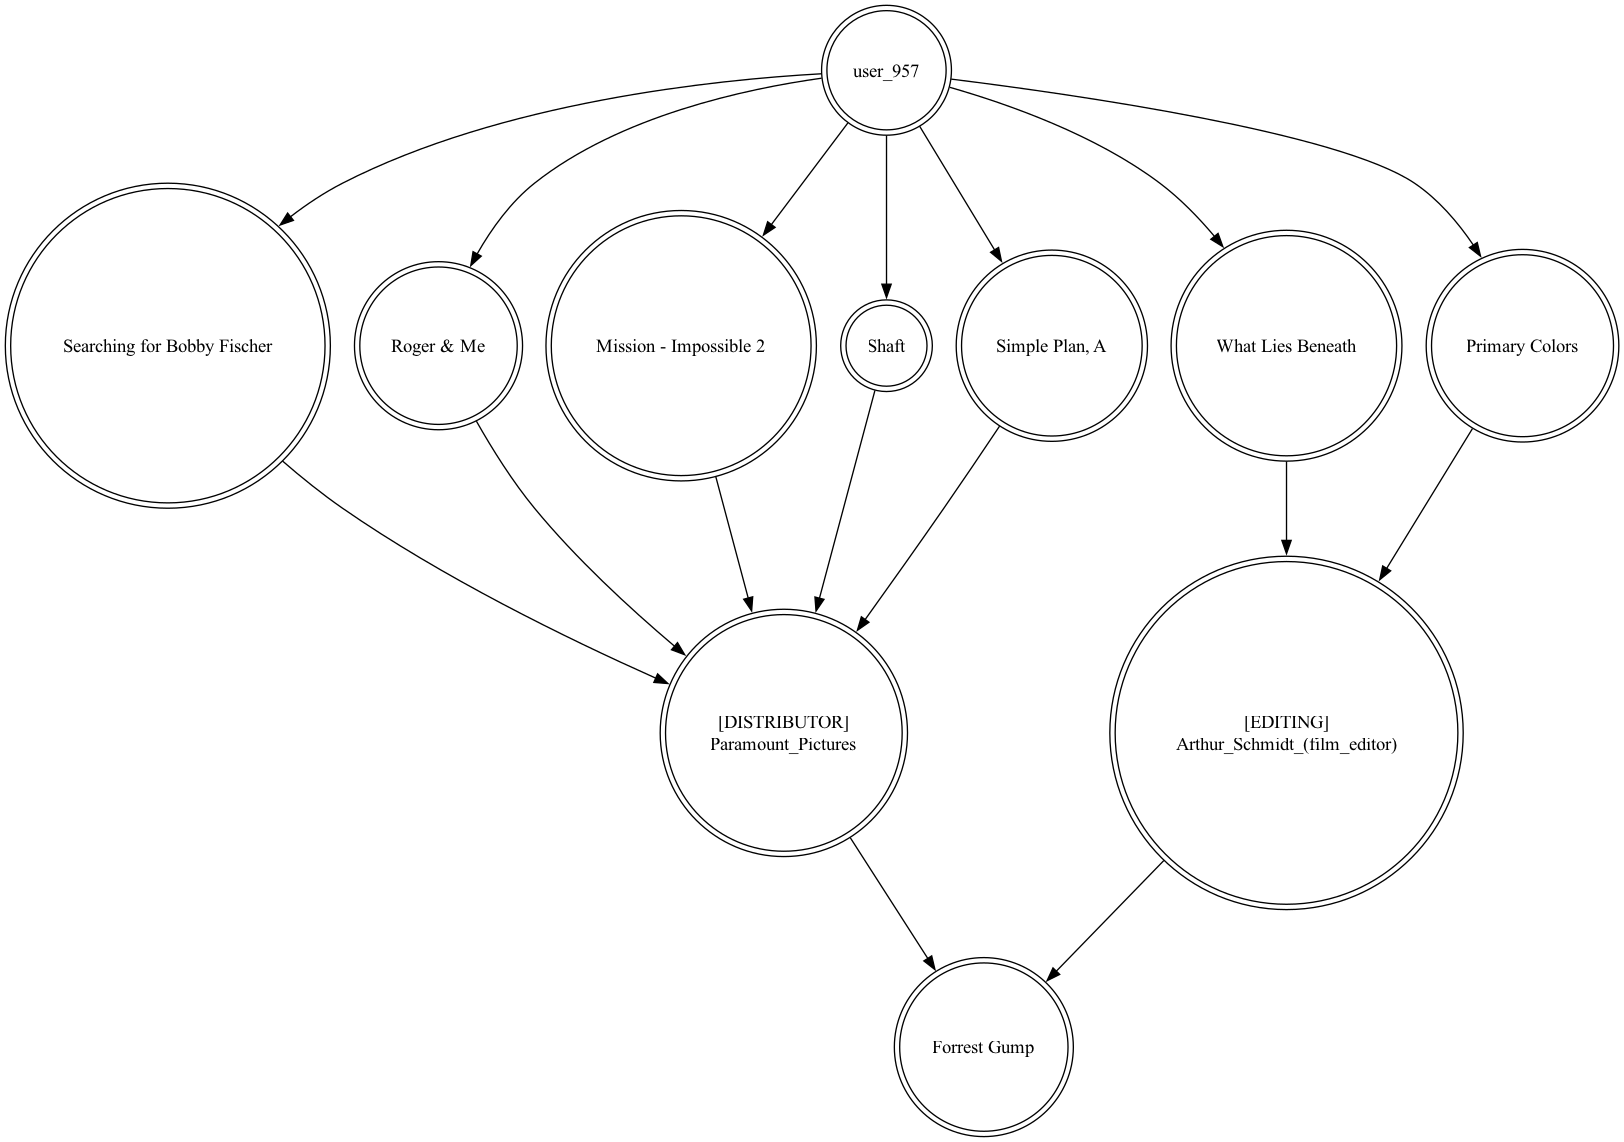 user_957
Searching for Bobby Fischer
Roger & Me
Mission - Impossible 2
Shaft
Simple Plan, A
What Lies Beneath
Primary Colors
[DISTRIBUTOR]
Paramount_Pictures
[EDITING]
Arthur_Schmidt_(film_editor)
Forrest Gump